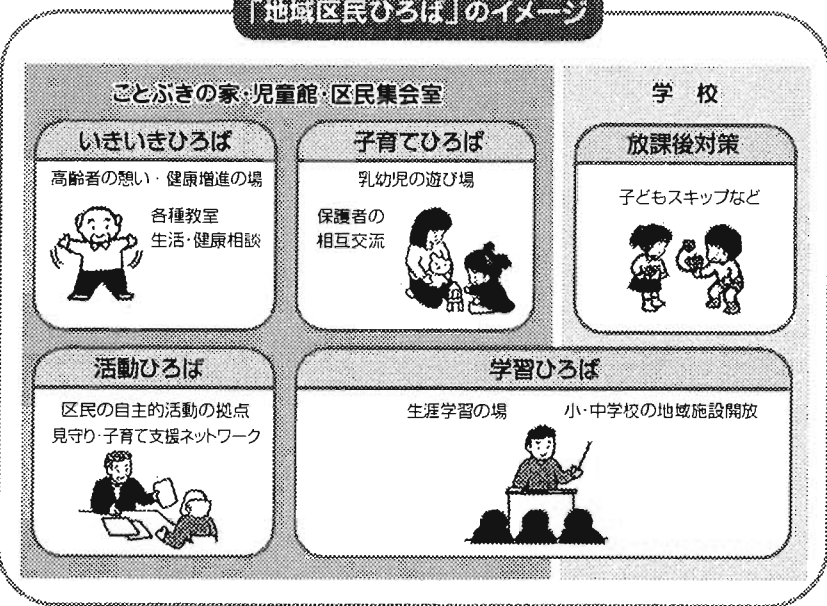 「地域区民ひろば」のイメージ
ことぶきの家・児童館・区民集会室
学 校
いきいきひろば
高齢者の憩い・健康増進の場
各種教室
生活・健康相談
子育てひろば
乳幼児の遊び場
保護者の
相互交流
放課後対策
子どもスキップなど
活動ひろば
区民の自主的活動の拠点
見守り・子育て支援ネットワーク
学習ひろば
生涯学習の場 小・中学校の地域施設開放